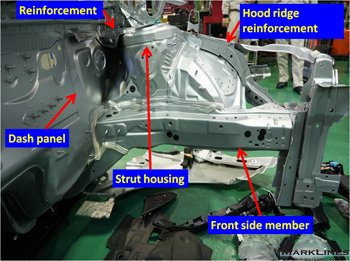 Reinforcement
Hood ridge
reinforcement
Dash panel
Strut housing
Front side member
MARKLINES